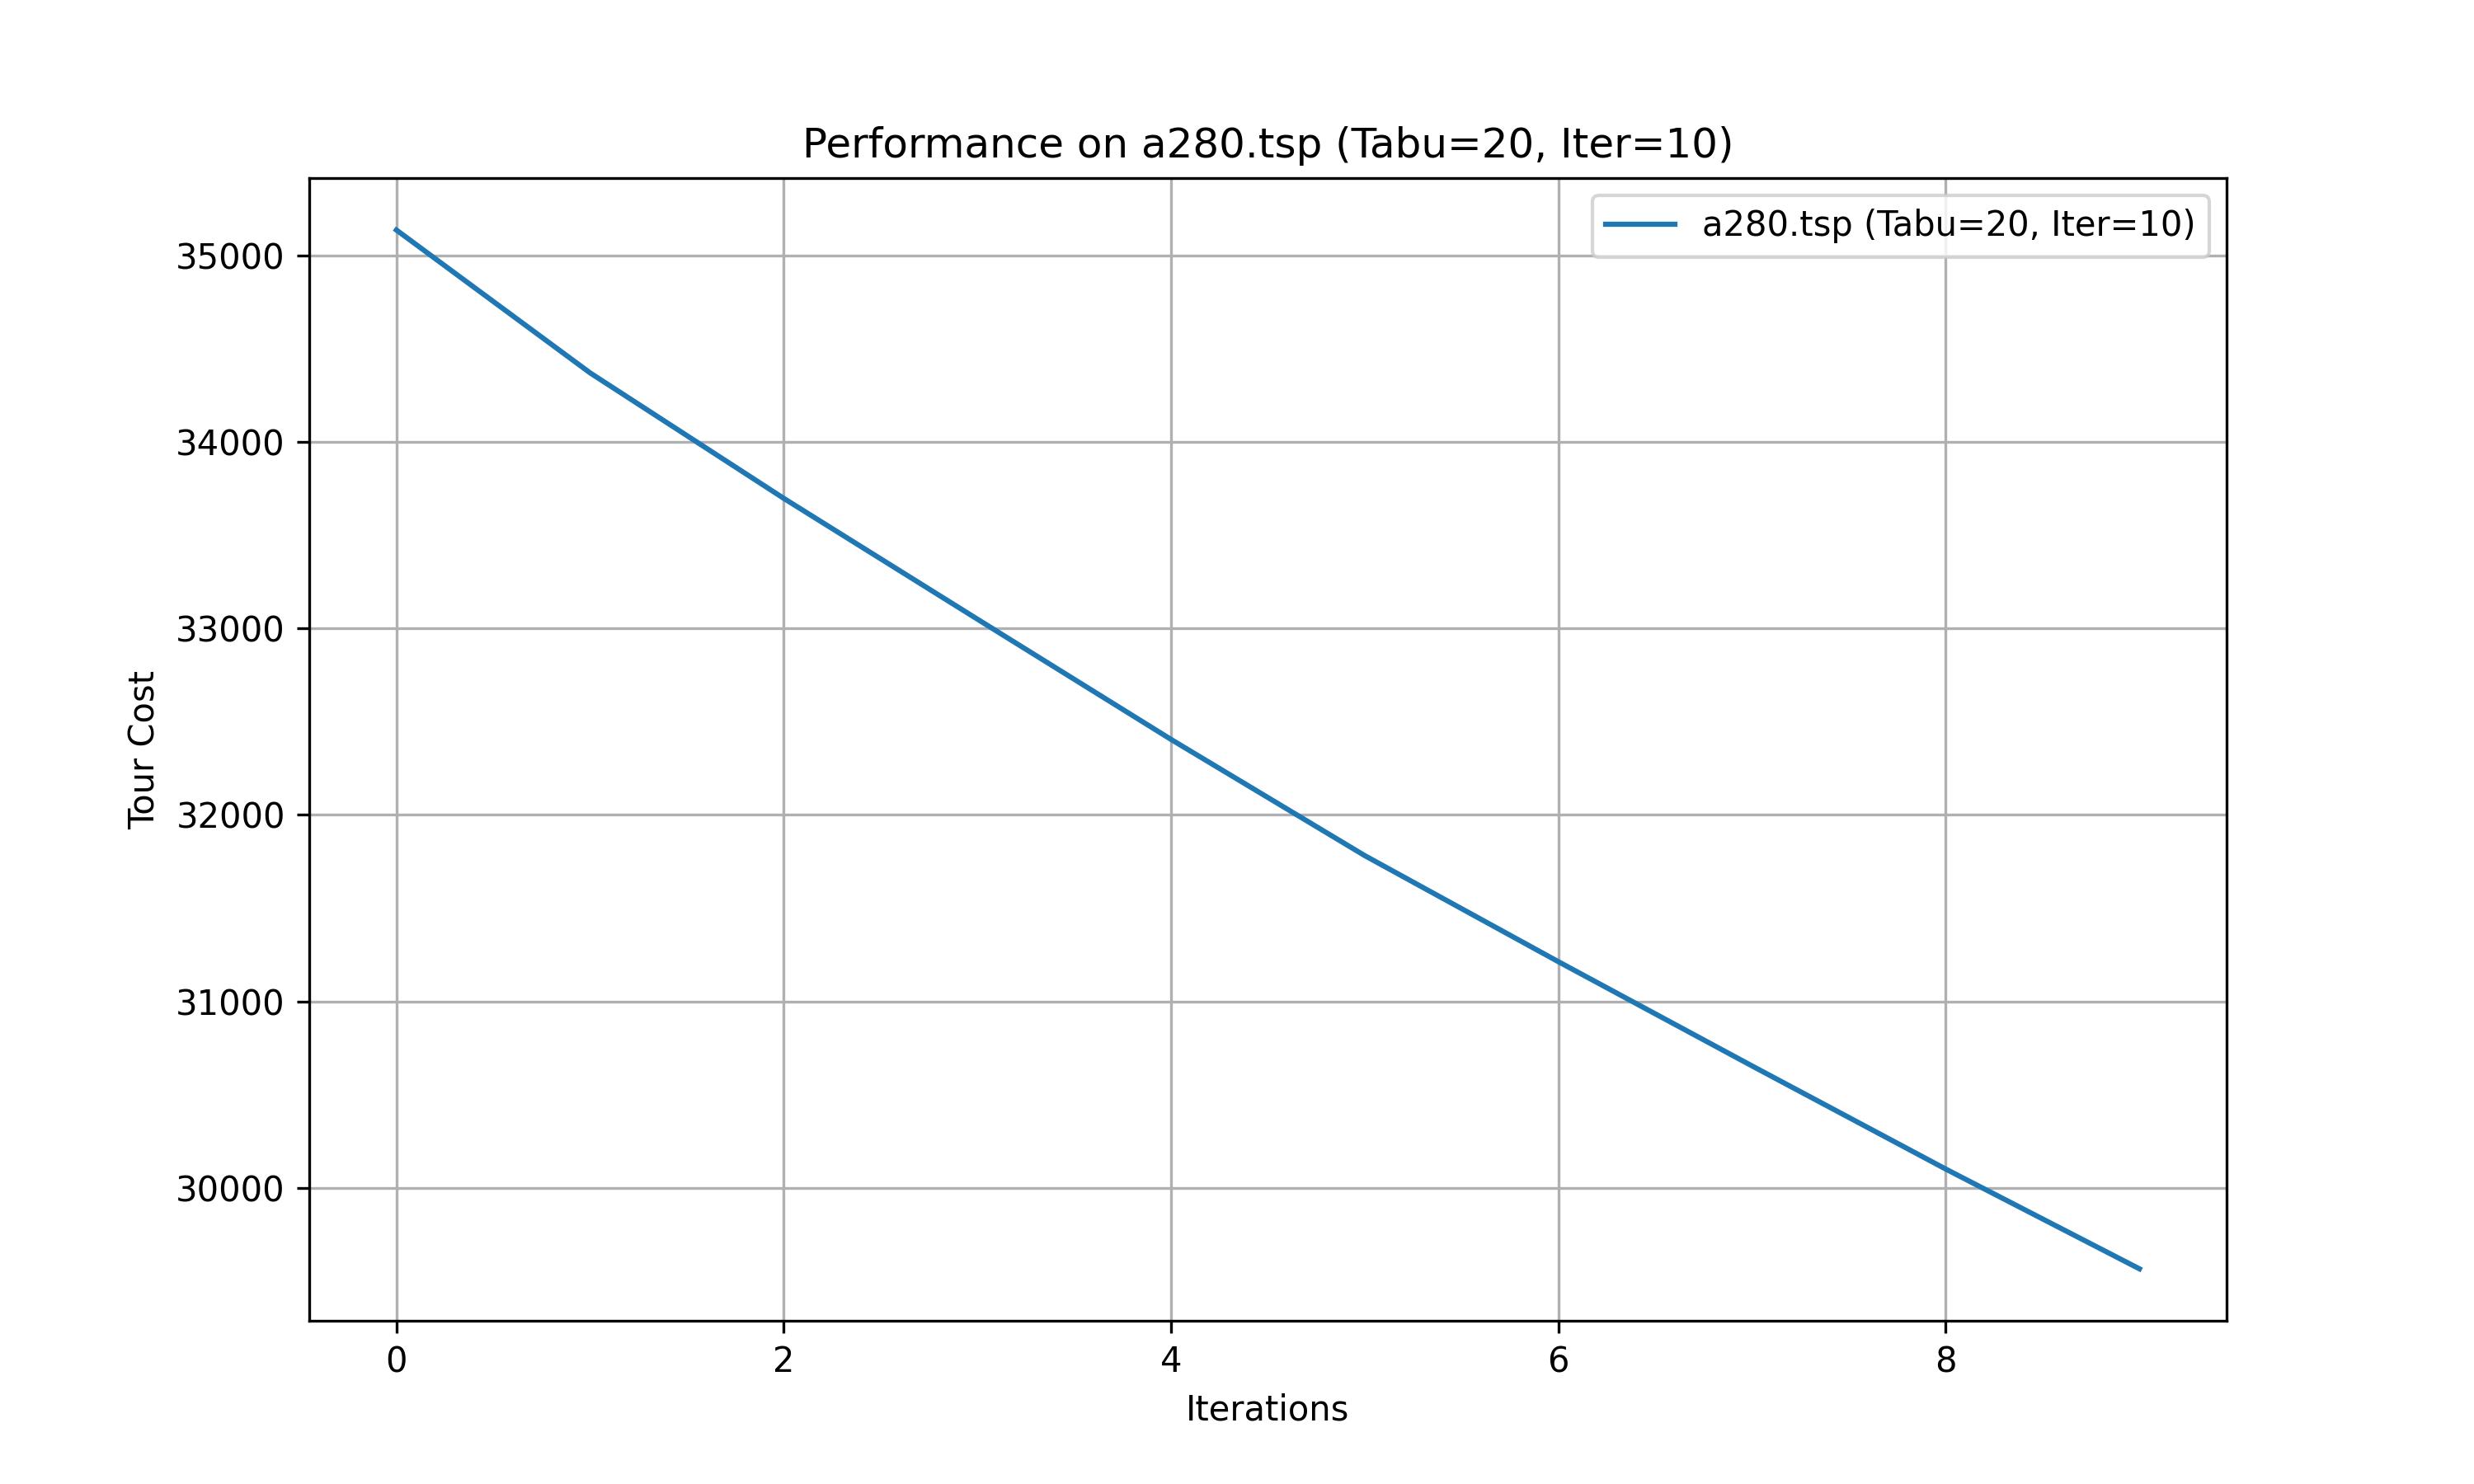 Performance on a280.tsp (Tabu=20, Iter=10)
a280.tsp (Tabu=20, Iter=10)
Tour Cost
35000
34000
33000
32000
31000
30000
0 2 4 6 8
Iterations